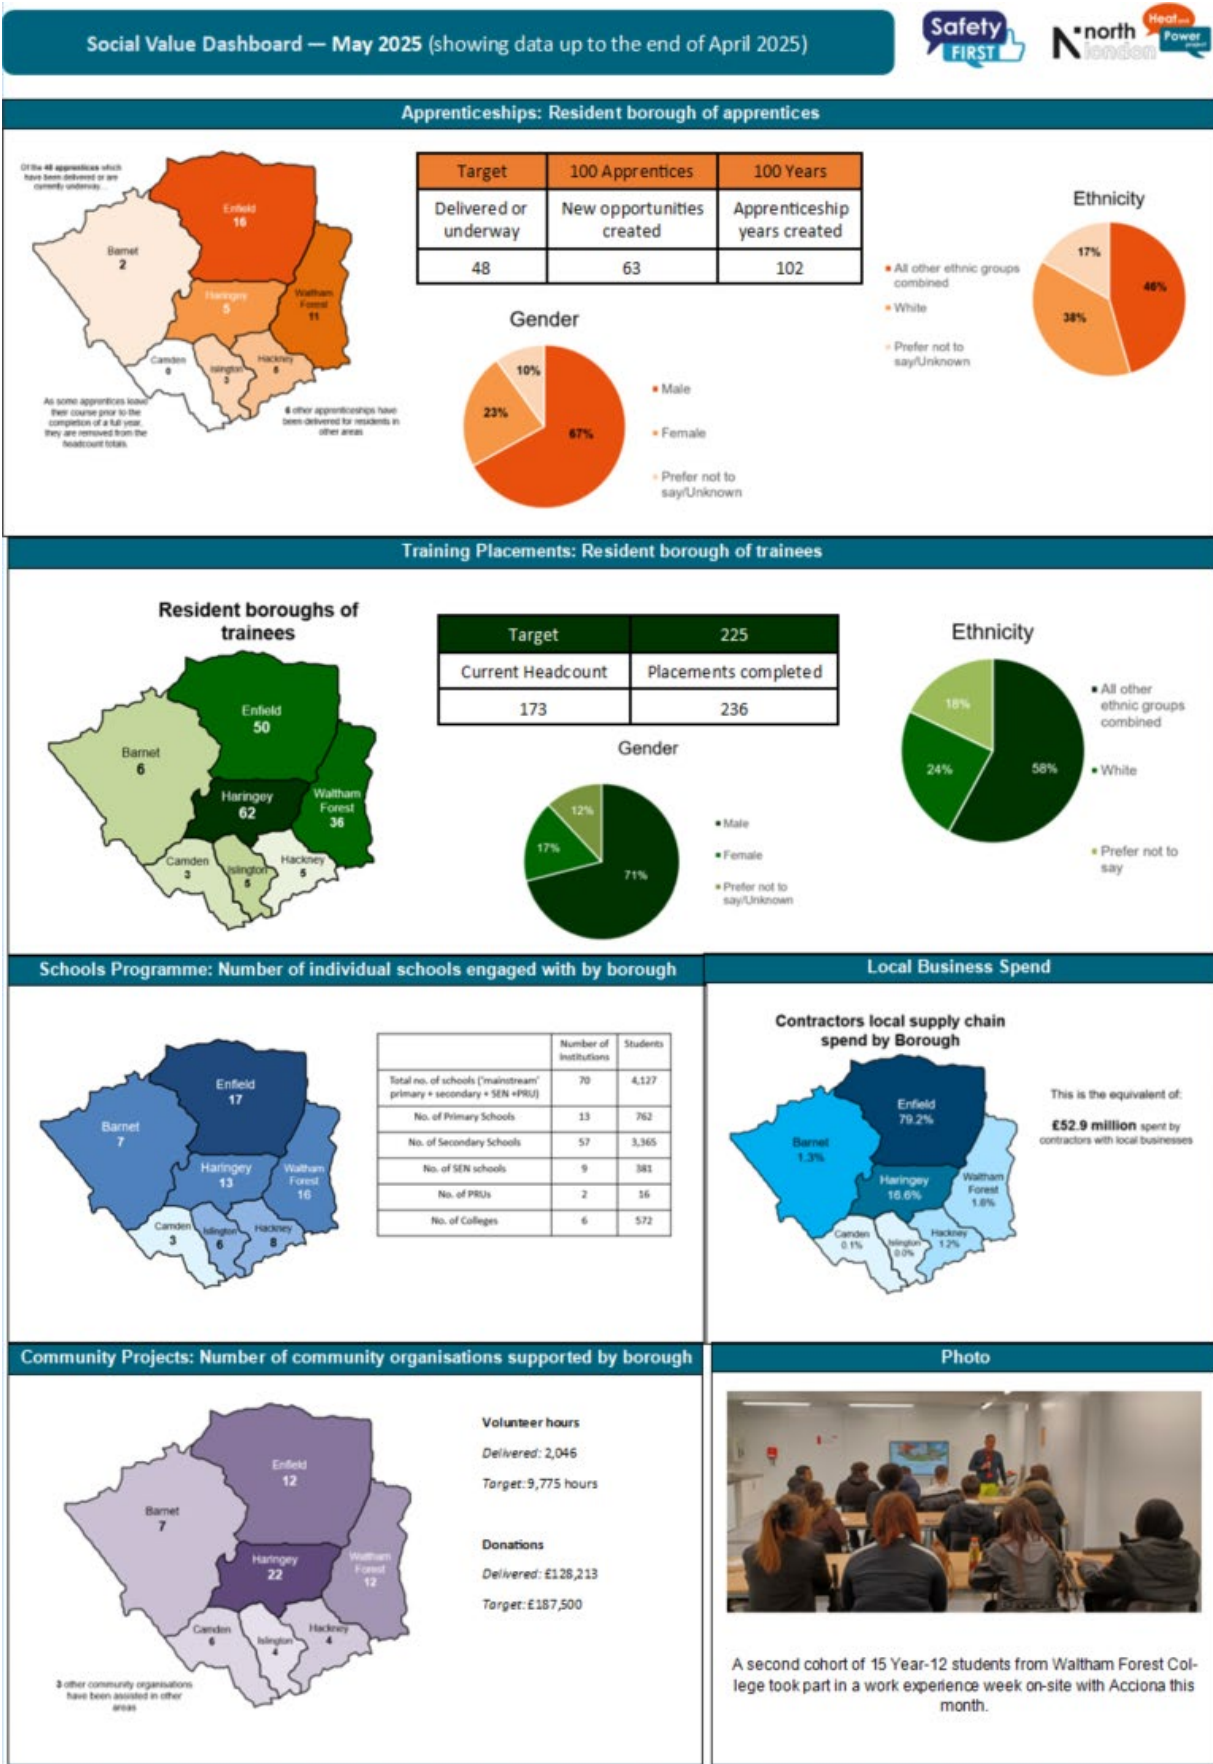 Social Value Dashboard — May 2025 (showing data up to the end of April 2025)
Safety
FIRST
north
london
Heat and
Power
project
Apprenticeships: Resident borough of apprentices
Of the 48 apprentices which
have been delivered or are
currently underway...
Enfield
16
Barnet
2
Haringey
5
Waltham
Forest
11
Camden
0
Islington
3
Hackney
As some apprentices leave
their course prior to the
completion of a full year,
they are removed from the
headcount totals.
6 other apprenticeships have
been delivered for residents in
other areas
Target
100 Apprentices
100 Years
Delivered or
underway
New opportunities
created
Apprenticeship
years created
48
63
102
Gender
10%
23%
67%
Male
Female
Prefer not to
say/Unknown
Ethnicity
17%
46%
38%
All other ethnic groups
combined
White
Prefer not to
say/Unknown
Training Placements: Resident borough of trainees
Resident boroughs of
trainees
Enfield
50
Barnet
6
Haringey
62
Waltham
Forest
36
Camden
3
Islington
5
Hackney
5
Target
225
Current Headcount
Placements completed
173
236
Gender
12%
17%
71%
Male
Female
Prefer not to
say/Unknown
Ethnicity
18%
24%
58%
All other
ethnic groups
combined
White
Prefer not to
say
Schools Programme: Number of individual schools engaged with by borough
Enfield
17
Barnet
7
Haringey
13
Waltham
Forest
16
Camden
3
Islington
6
Hackney
8
Number of
Institutions
Students
Total no. of schools ('mainstream'
primary + secondary + SEN +PRU)
70
4,127
No. of Primary Schools
13
762
No. of Secondary Schools
57
3,365
No. of SEN schools
9
381
No. of PRUs
2
16
No. of Colleges
6
572
Local Business Spend
Contractors local supply chain
spend by Borough
Enfield
79.2%
Barnet
1.3%
Haringey
16.6%
Waltham
Forest
1.6%
Camden
0.1%
Islington
0.0%
Hackney
1.2%
This is the equivalent of:
£52.9 million spent by
contractors with local businesses
Community Projects: Number of community organisations supported by borough
Enfield
12
Barnet
7
Haringey
22
Waltham
Forest
12
Camden
6
Islington
4
Hackney
4
3 other community organisations
have been assisted in other
areas
Volunteer hours
Delivered: 2,046
Target: 9,775 hours
Donations
Delivered: £128,213
Target: £187,500
Photo
A second cohort of 15 Year-12 students from Waltham Forest Col-
lege took part in a work experience week on-site with Acciona this
month.